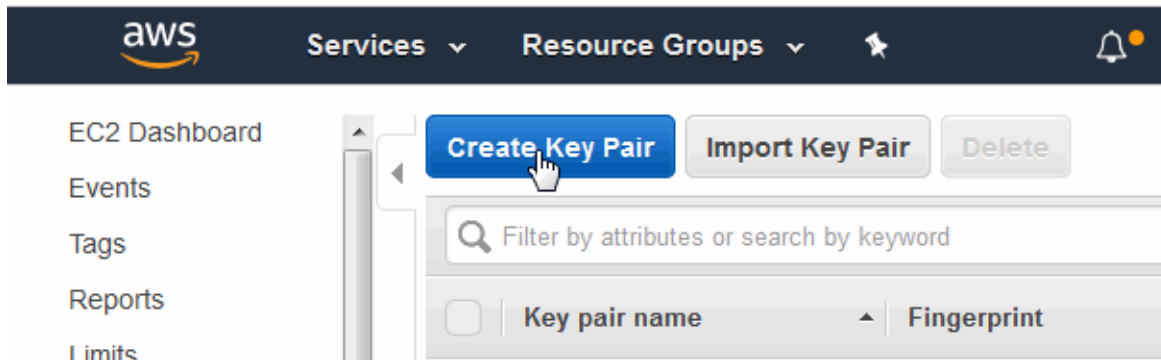 aws Services Resource Groups
EC2 Dashboard
Events
Tags
Reports
Limits
Create Key Pair Import Key Pair Delete
Filter by attributes or search by keyword
Key pair name Fingerprint